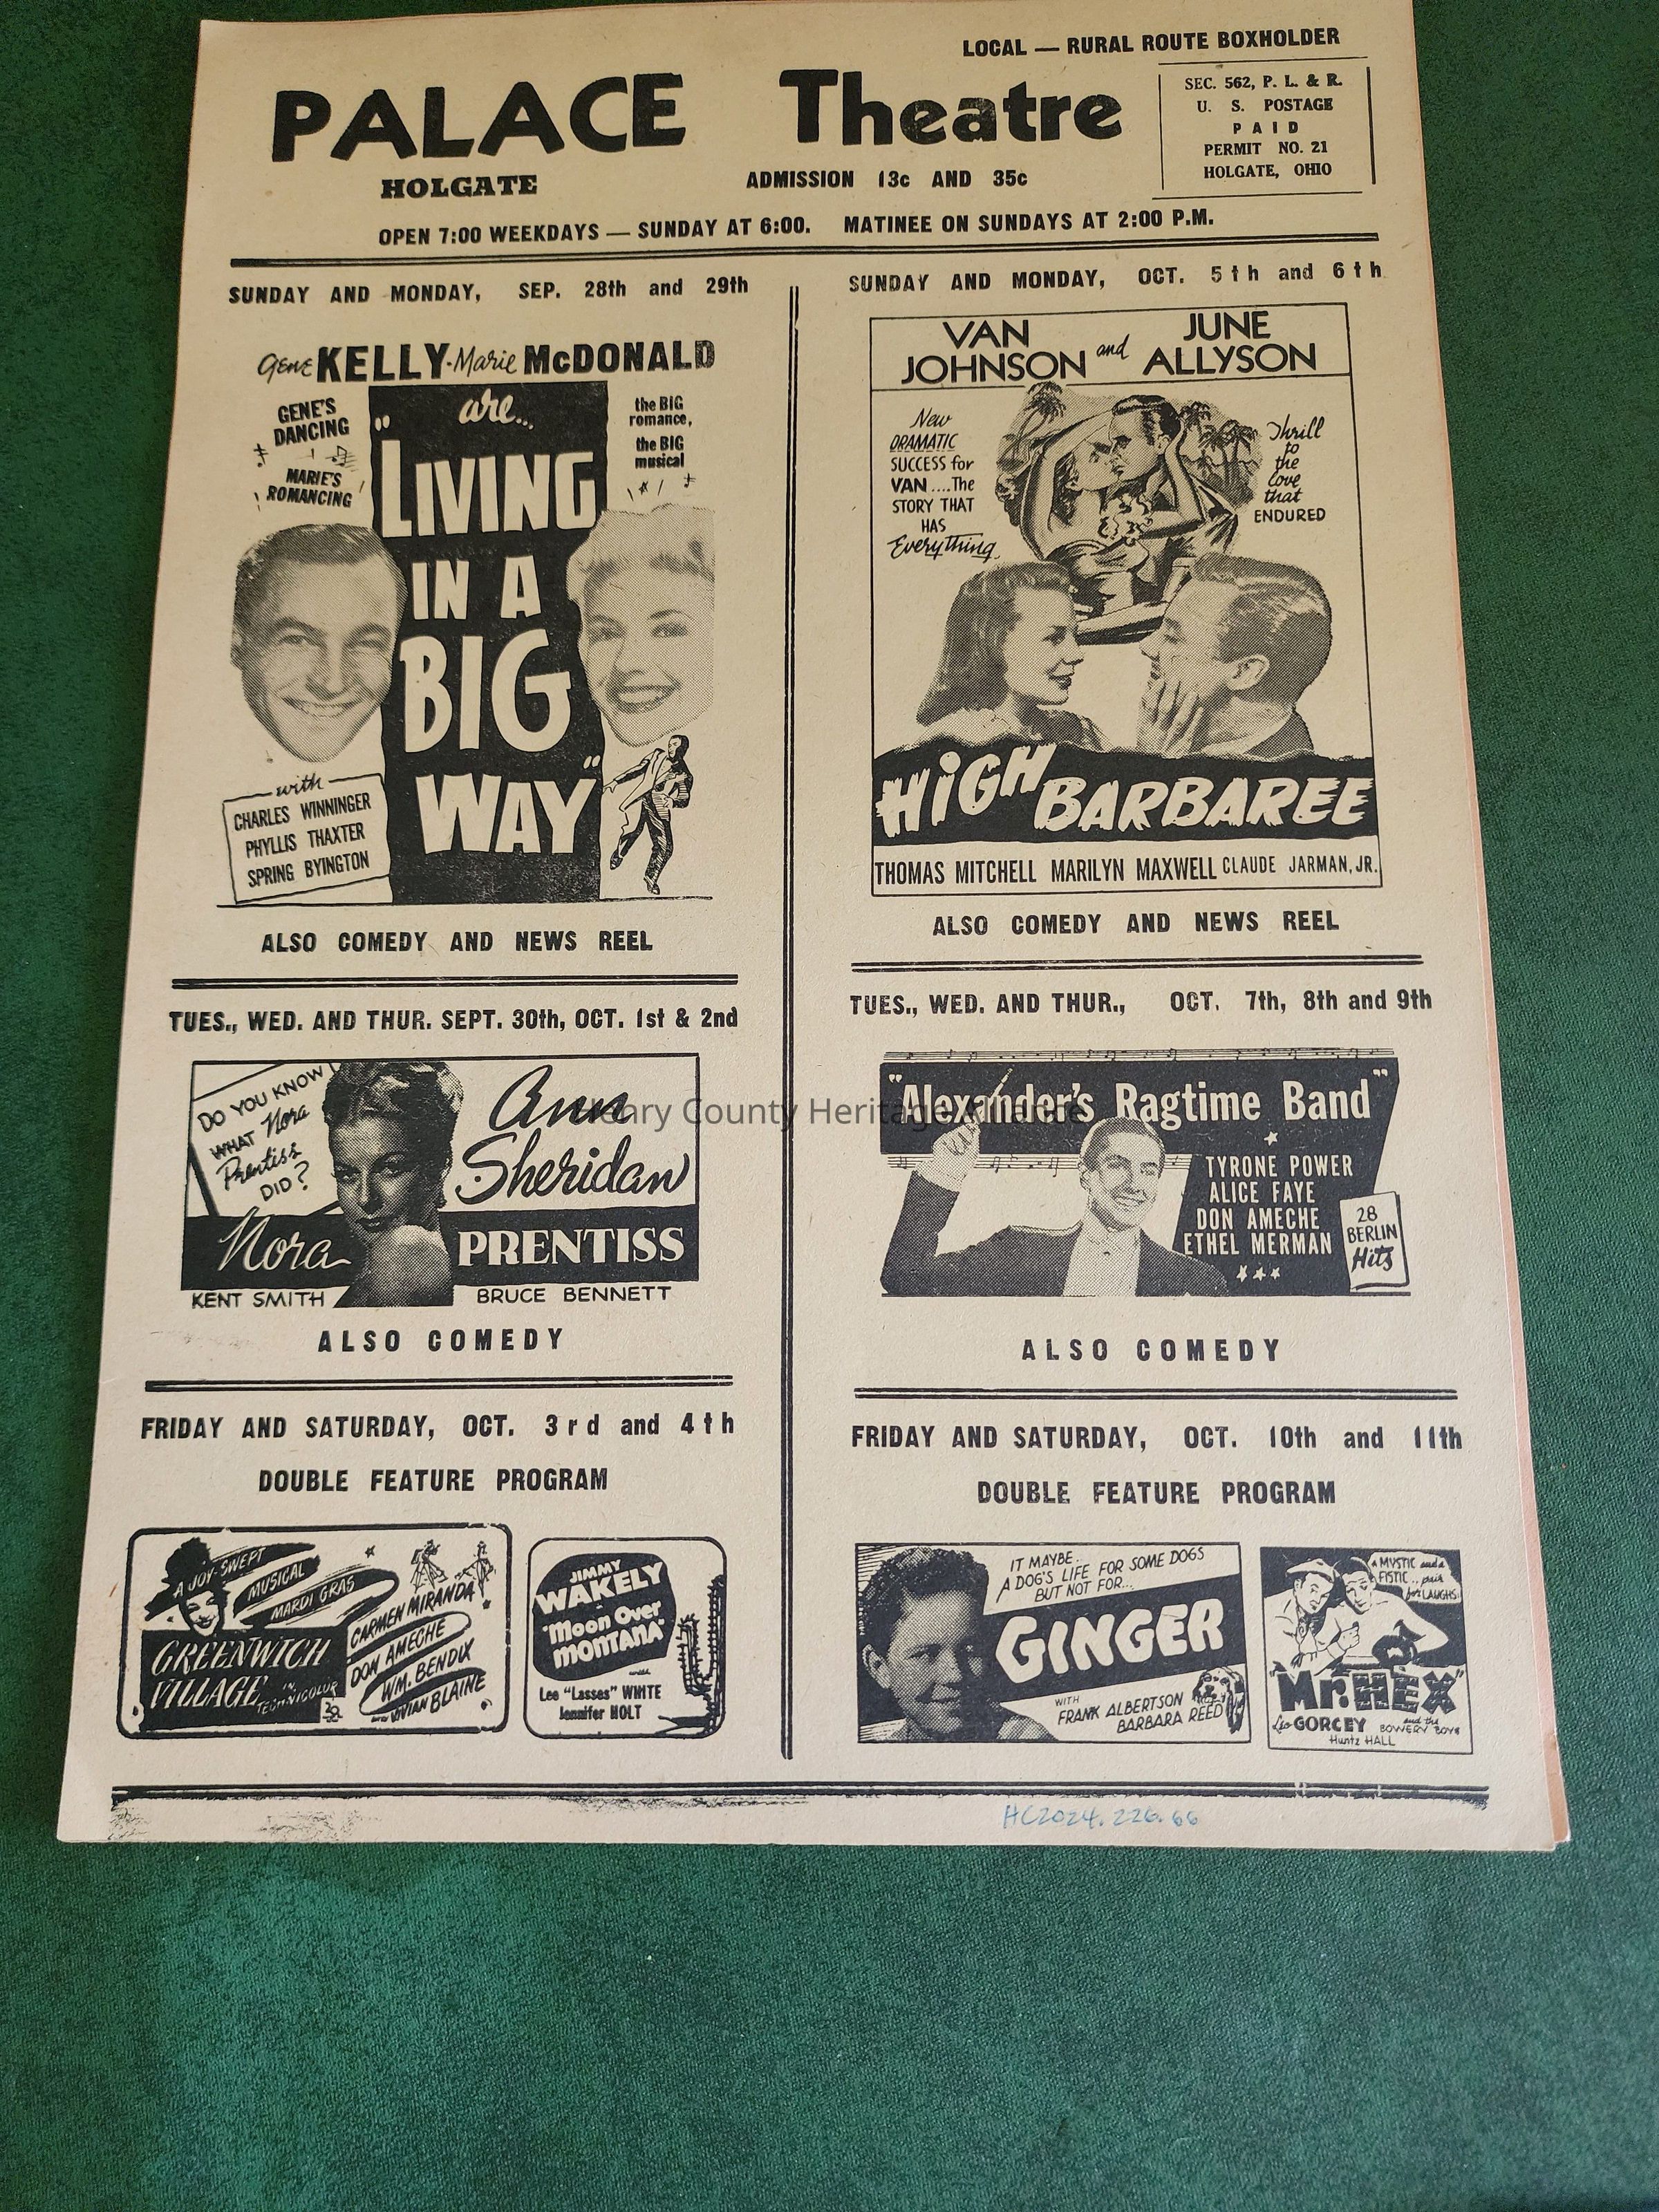 LOCAL — RURAL ROUTE BOXHOLDER
PALACE Theatre
SEC. 562, P. L. & R.
U. S. POSTAGE
PAID
PERMIT NO. 21
HOLGATE, OHIO
HOLGATE
ADMISSION 13c AND 35c
OPEN 7:00 WEEKDAYS — SUNDAY AT 6:00. MATINEE ON SUNDAYS AT 2:00 P.M.
SUNDAY AND MONDAY, SEP. 28th and 29th
Gene KELLY - Marie McDONALD
are...
GENE'S
DANCING
MARIE'S
ROMANCING
the BIG
romance,
the BIG
musical
"LIVING
IN A
BIG
WAY"
with
CHARLES WINNINGER
PHYLLIS THAXTER
SPRING BYINGTON
ALSO COMEDY AND NEWS REEL
TUES., WED. AND THUR. SEPT. 30th, OCT. 1st & 2nd
DO YOU KNOW
WHAT Nora
Prentiss
DID?
Ann
Sheridan
Nora PRENTISS
KENT SMITH BRUCE BENNETT
ALSO COMEDY
FRIDAY AND SATURDAY, OCT. 3rd and 4th
DOUBLE FEATURE PROGRAM
A JOY-SWEPT
MUSICAL
MARDI GRAS
GREENWICH
VILLAGE
IN
TECHNICOLOR
20
CARMEN MIRANDA
DON AMECHE
WM. BENDIX
and VIVIAN BLAINE
JIMMY
WAKELY
"Moon Over
MONTANA"
with
Lee "Lasses" WHITE
Jennifer HOLT
SUNDAY AND MONDAY, OCT. 5th and 6th
VAN
JOHNSON and JUNE
ALLYSON
New
DRAMATIC
SUCCESS for
VAN....The
STORY THAT
HAS
Everything
Thrill
to
the
love
that
ENDURED
HIGH BARBAREE
THOMAS MITCHELL MARILYN MAXWELL CLAUDE JARMAN, JR.
ALSO COMEDY AND NEWS REEL
TUES., WED. AND THUR., OCT. 7th, 8th and 9th
"Alexander's Ragtime Band"
TYRONE POWER
ALICE FAYE
DON AMECHE
ETHEL MERMAN
28
BERLIN
Hits
ALSO COMEDY
FRIDAY AND SATURDAY, OCT. 10th and 11th
DOUBLE FEATURE PROGRAM
IT MAYBE..
A DOG'S LIFE FOR SOME DOGS
BUT NOT FOR...
GINGER
WITH
FRANK ALBERTSON
BARBARA REED
A MYSTIC and a
FISTIC...pair
for LAUGHS!
"Mr. HEX"
Leo GORCEY and the BOWERY BOYS
Huntz HALL
HC2024.226.66
Henry County Heritage Alliance